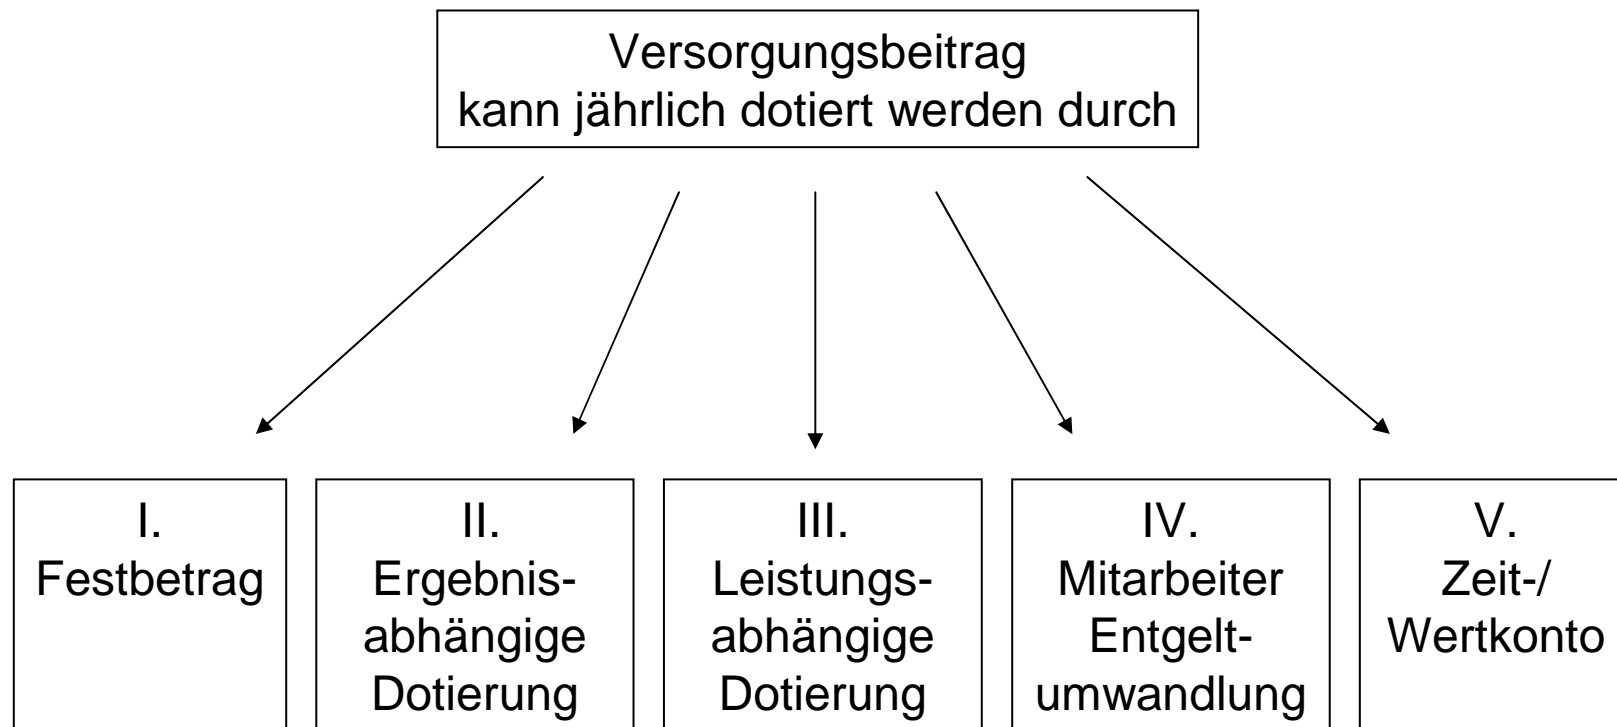 Versorgungsbeitrag
kann jährlich dotiert werden durch
I.
Festbetrag
II.
Ergebnis-
abhängige
Dotierung
III.
Leistungs-
abhängige
Dotierung
IV.
Mitarbeiter
Entgelt-
umwandlung
V.
Zeit-/
Wertkonto